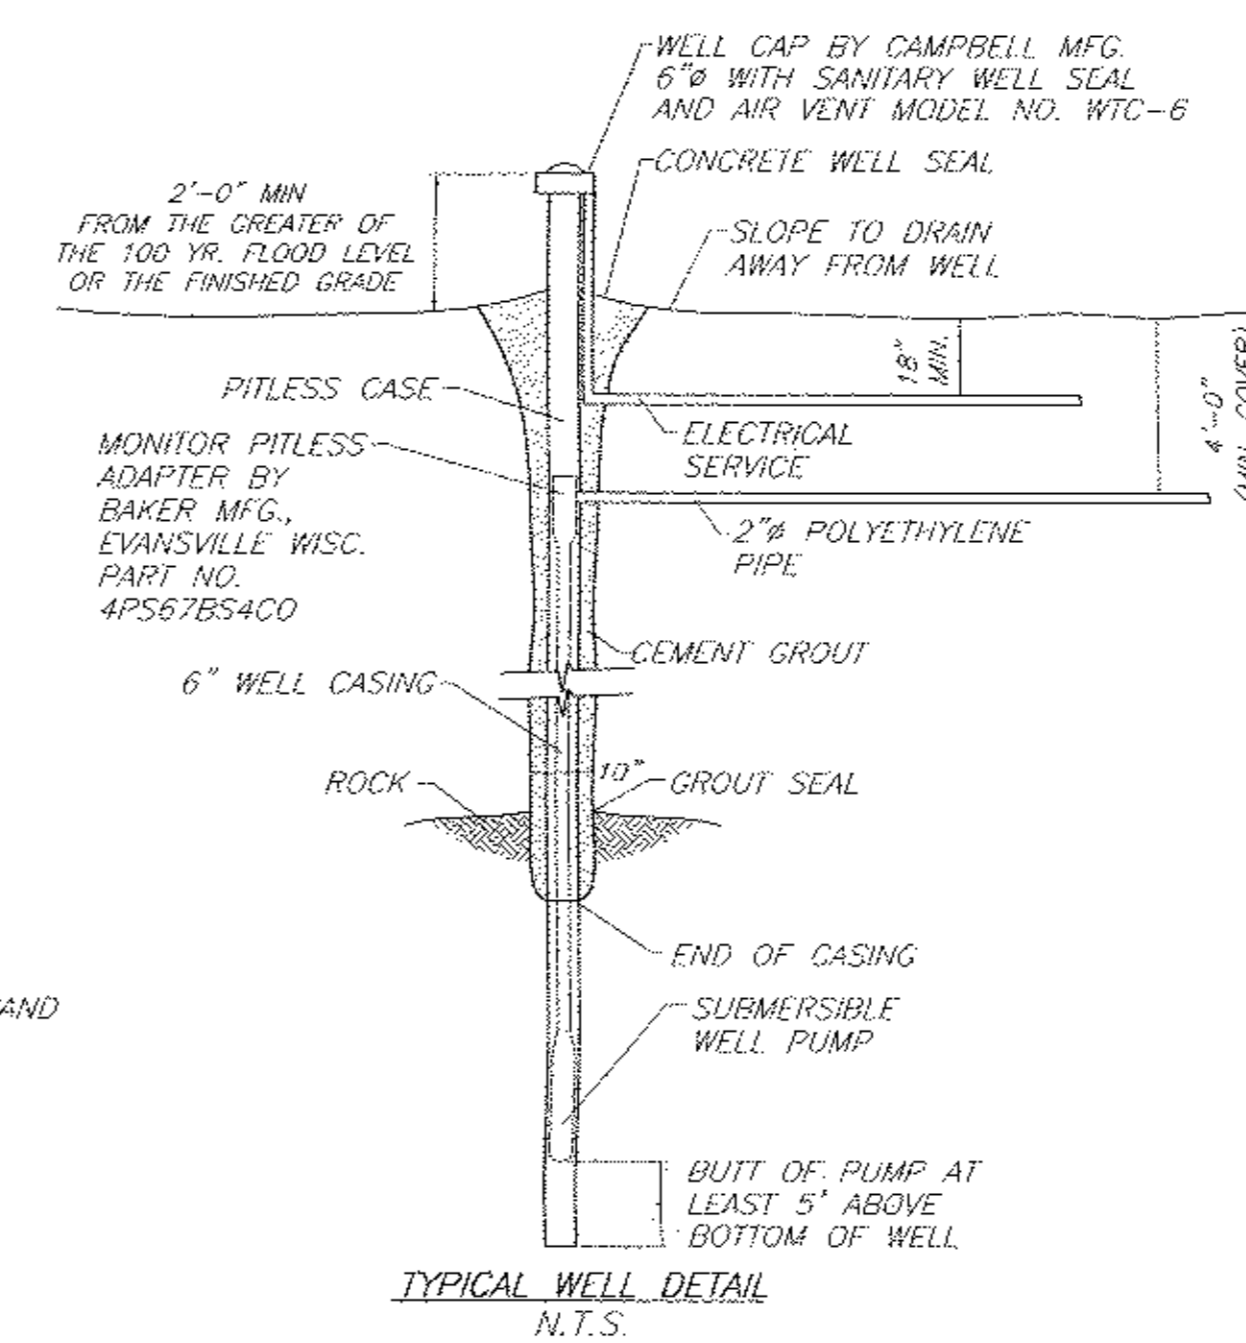 WELL CAP BY CAMPBELL MFG.
6"ø WITH SANITARY WELL SEAL
AND AIR VENT MODEL NO. WTC-6
CONCRETE WELL SEAL
2'-0" MIN
FROM THE GREATER OF
THE 100 YR. FLOOD LEVEL
OR THE FINISHED GRADE
SLOPE TO DRAIN
AWAY FROM WELL
18"
MIN.
4'-0"
(MIN. COVER)
PITLESS CASE
ELECTRICAL
SERVICE
MONITOR PITLESS
ADAPTER BY
BAKER MFG.,
EVANSVILLE WISC.
PART NO.
4PS67BS4CO
2"ø POLYETHYLENE
PIPE
CEMENT GROUT
6" WELL CASING
10"
ROCK
GROUT SEAL
END OF CASING
AND
SUBMERSIBLE
WELL PUMP
BUTT OF PUMP AT
LEAST 5' ABOVE
BOTTOM OF WELL
TYPICAL WELL DETAIL
N.T.S.